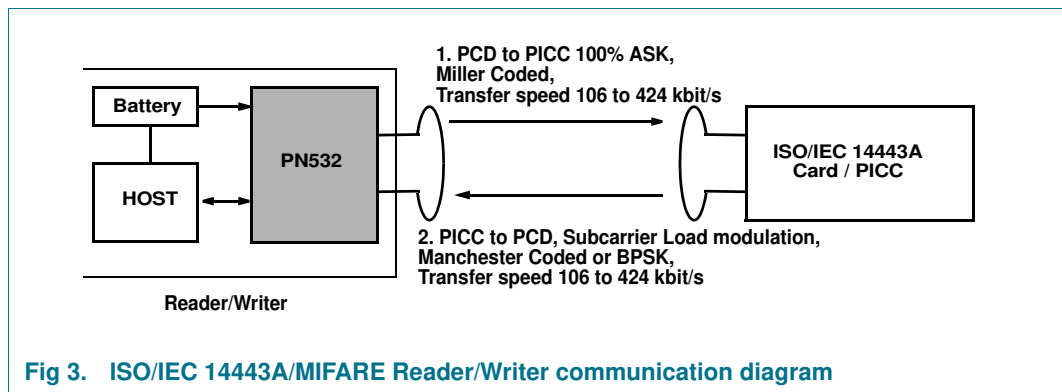 1. PCD to PICC 100% ASK,
Miller Coded,
Transfer speed 106 to 424 kbit/s
Battery
PN532
HOST
ISO/IEC 14443A
Card / PICC
2. PICC to PCD, Subcarrier Load modulation,
Manchester Coded or BPSK,
Transfer speed 106 to 424 kbit/s
Reader/Writer
Fig 3. ISO/IEC 14443A/MIFARE Reader/Writer communication diagram